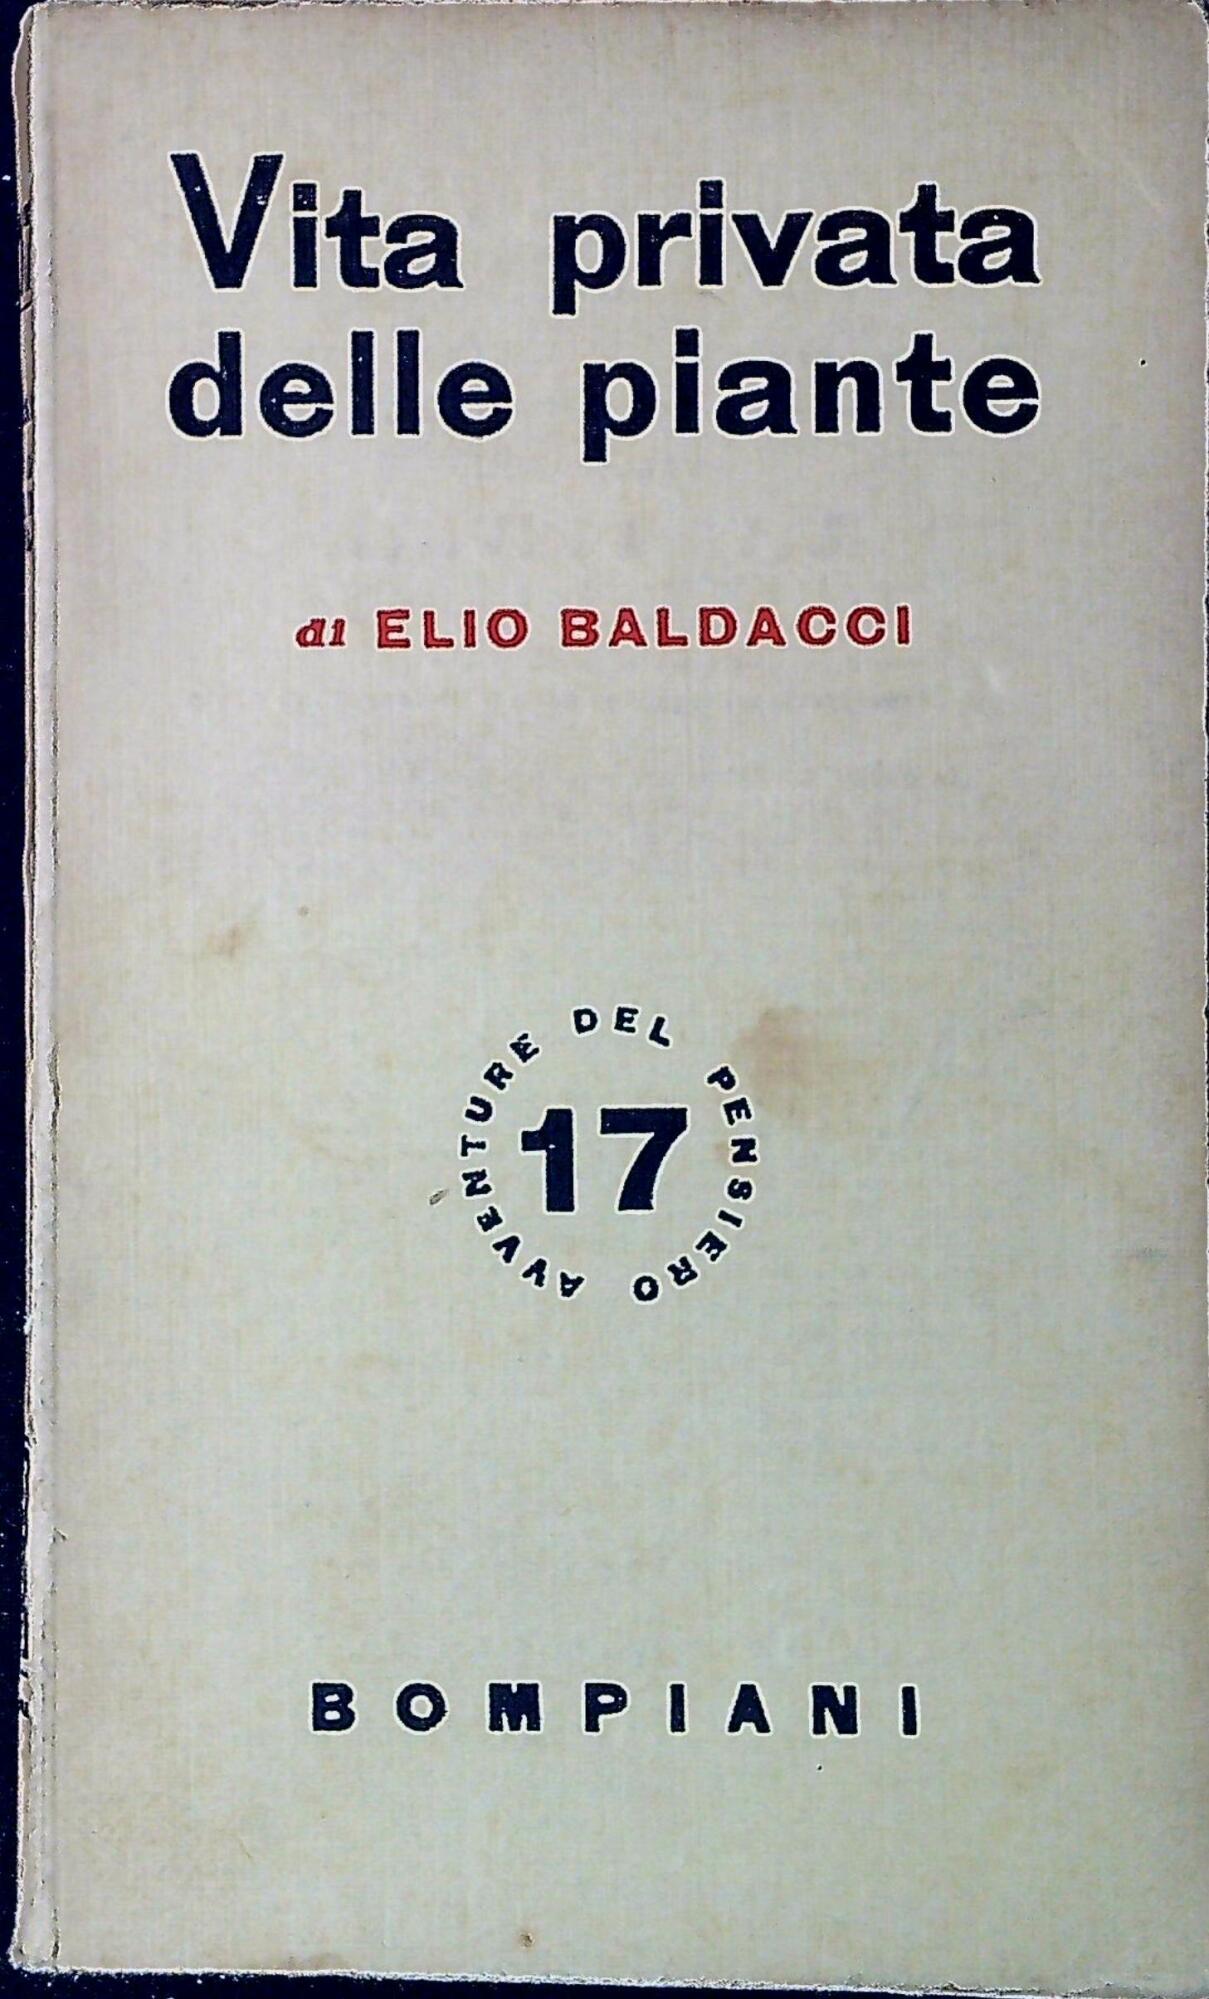 Vita privata
delle piante
di ELIO BALDACCI
AVVENTURE DEL PENSIERO
17
BOMPIANI